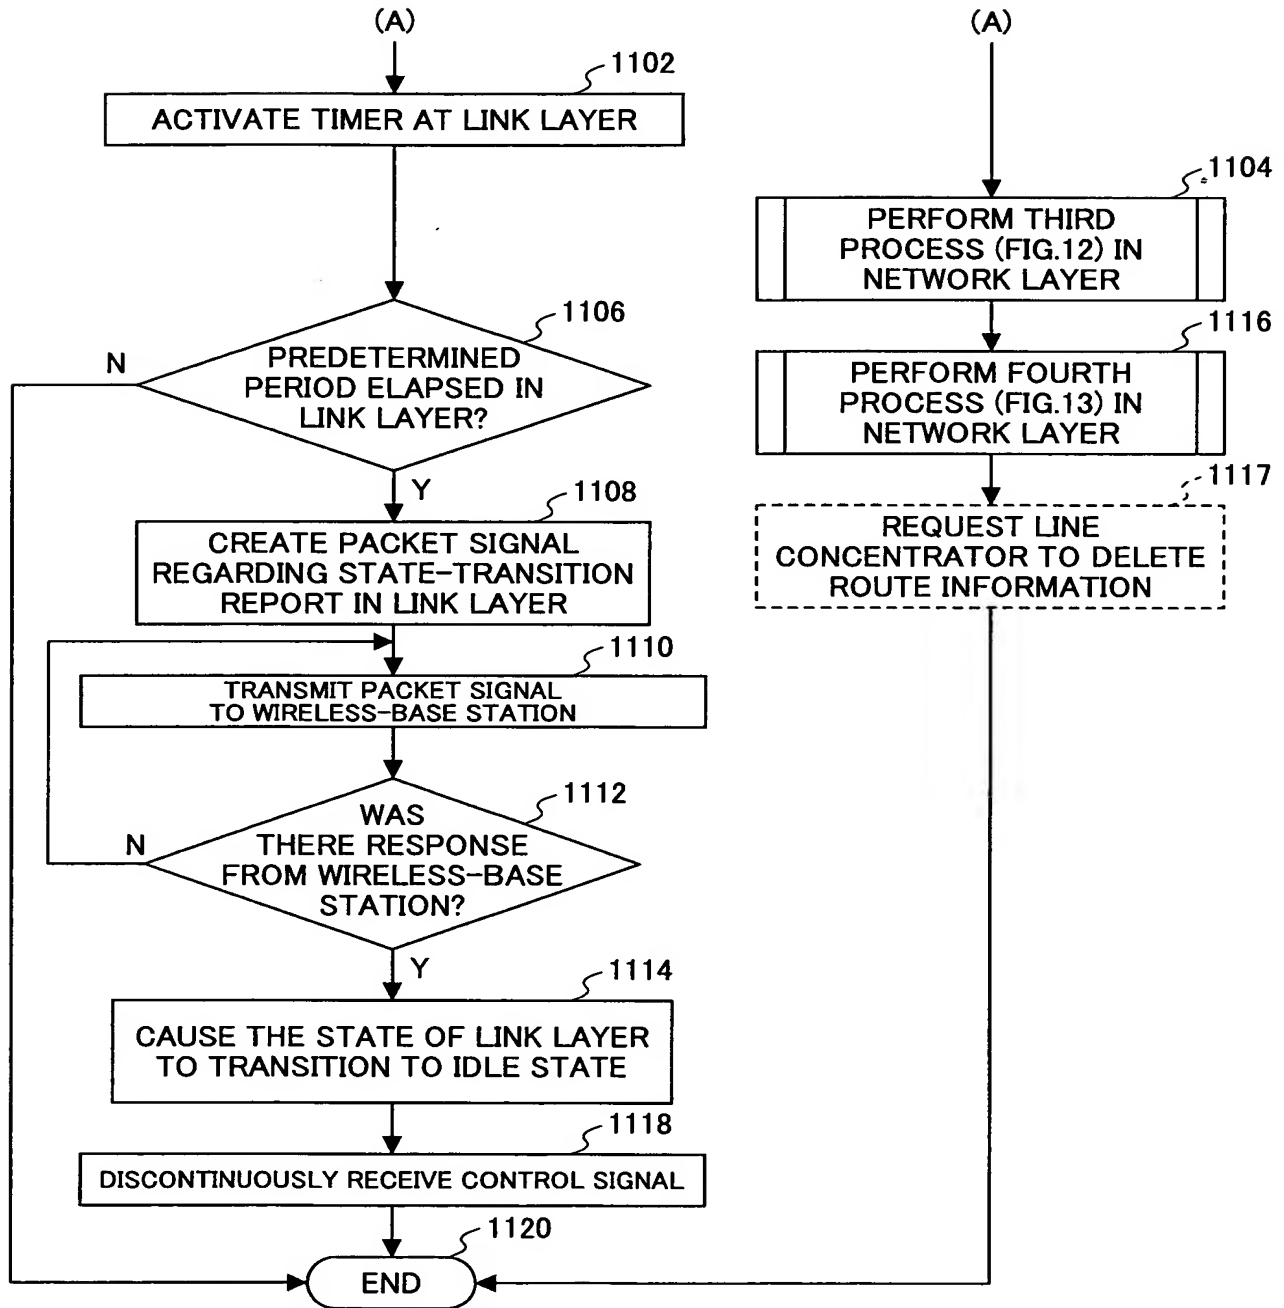 (A)
1102
ACTIVATE TIMER AT LINK LAYER
1106
N
PREDETERMINED
PERIOD ELAPSED IN
LINK LAYER?
Y
1108
CREATE PACKET SIGNAL
REGARDING STATE-TRANSITION
REPORT IN LINK LAYER
1110
TRANSMIT PACKET SIGNAL
TO WIRELESS-BASE STATION
1112
N
WAS
THERE RESPONSE
FROM WIRELESS-BASE
STATION?
Y
1114
CAUSE THE STATE OF LINK LAYER
TO TRANSITION TO IDLE STATE
1118
DISCONTINUOUSLY RECEIVE CONTROL SIGNAL
1120
END
(A)
1104
PERFORM THIRD
PROCESS (FIG.12) IN
NETWORK LAYER
1116
PERFORM FOURTH
PROCESS (FIG.13) IN
NETWORK LAYER
1117
REQUEST LINE
CONCENTRATOR TO DELETE
ROUTE INFORMATION